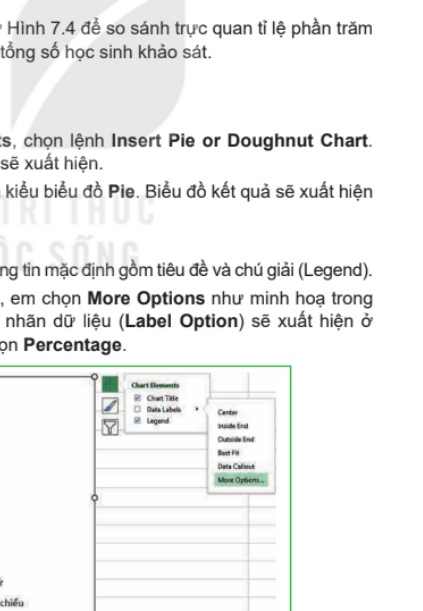 Hình 7.4 để so sánh trực quan tỉ lệ phần trăm
tổng số học sinh khảo sát.
ts, chọn lệnh Insert Pie or Doughnut Chart.
sẽ xuất hiện.
kiểu biểu đồ Pie. Biểu đồ kết quả sẽ xuất hiện
TRI THỨC
ỘC SỐNG
ng tin mặc định gồm tiêu đề và chú giải (Legend).
, em chọn More Options như minh hoạ trong
nhãn dữ liệu (Label Option) sẽ xuất hiện ở
ọn Percentage.
Chart Elements
Chart Title
Data Labels
Legend
Center
Inside End
Outside End
Best Fit
Data Callout
More Options...
chiếu